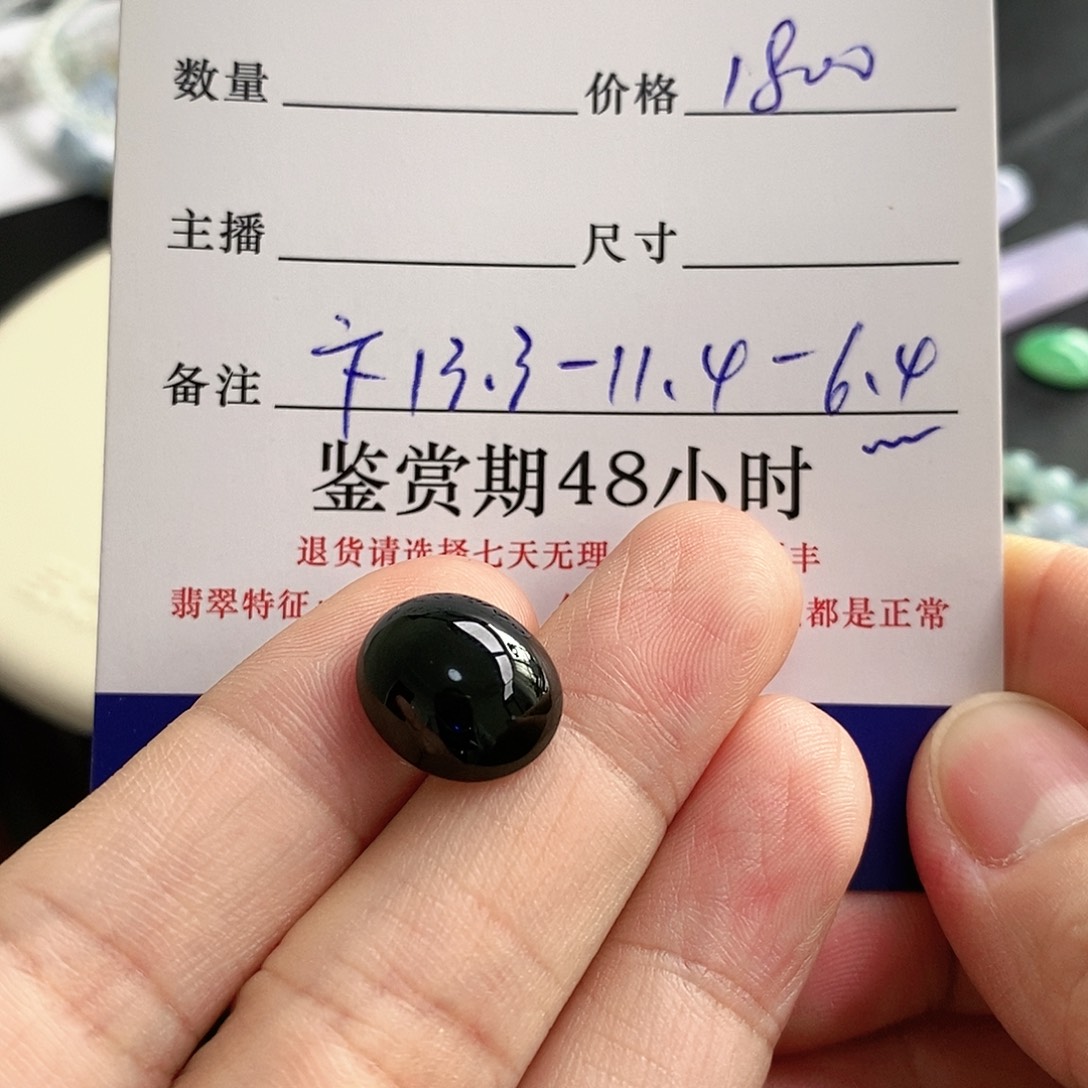 数量 价格 1800
主播 尺寸
备注 卞 13.3-11.4-6.4
鉴赏期48小时
退货请选择七天无理 丰
翡翠特征 都是正常